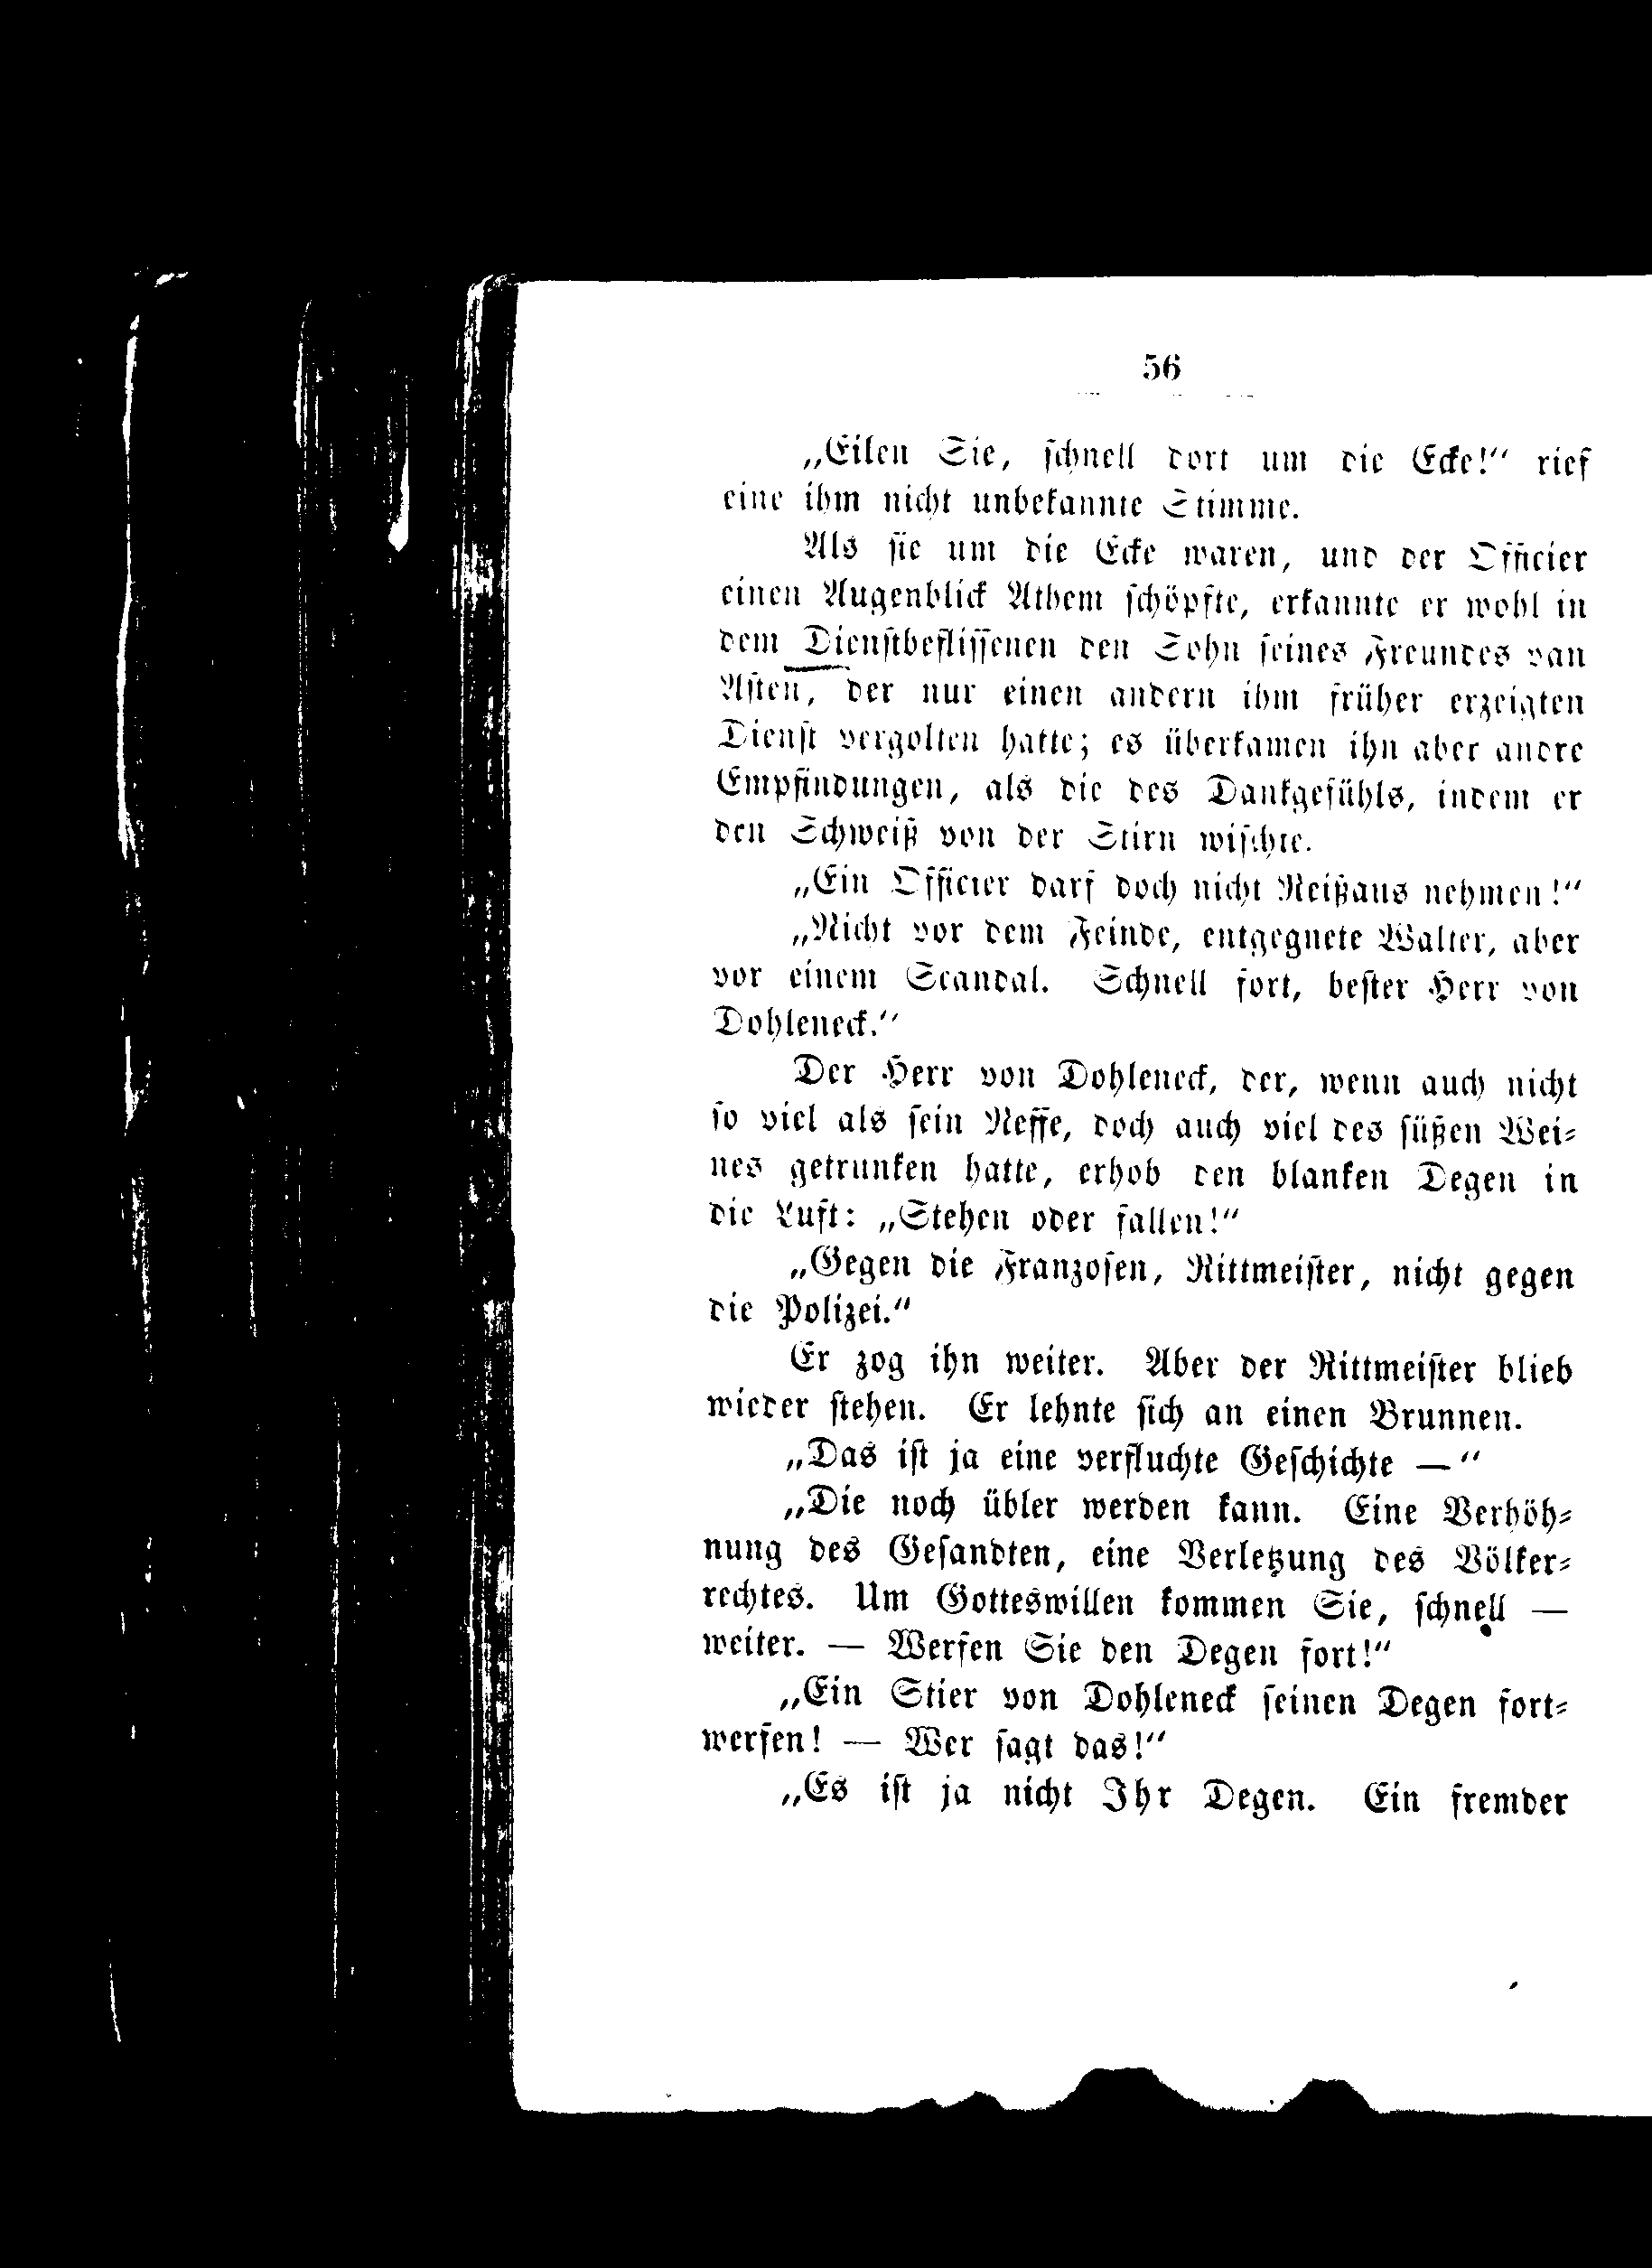 56
„Eilen Sie, ſchnell dort um die Ecke!“ rief
eine ihm nicht unbekannte Stimme.
Als ſie um die Ecke waren, und der Officier
einen Augenblick Athem ſchöpfte, erkannte er wohl in
dem Dienſtbefliſſenen den Sohn ſeines Freundes van
Aſten, der nur einen andern ihm früher erzeigten
Dienſt vergolten hatte; es überkamen ihn aber andre
Empfindungen, als die des Dankgefühls, indem er
den Schweiß von der Stirn wiſchte.
„Ein Officier darf doch nicht Reißaus nehmen!“
„Nicht vor dem Feinde, entgegnete Walter, aber
vor einem Scandal. Schnell fort, beſter Herr von
Dohleneck.“
Der Herr von Dohleneck, der, wenn auch nicht
ſo viel als ſein Neffe, doch auch viel des ſüßen Wei⸗
nes getrunken hatte, erhob den blanken Degen in
die Luft: „Stehen oder fallen!“
„Gegen die Franzoſen, Rittmeiſter, nicht gegen
die Polizei.“
Er zog ihn weiter. Aber der Rittmeiſter blieb
wieder ſtehen. Er lehnte ſich an einen Brunnen.
„Das iſt ja eine verfluchte Geſchichte — “
„Die noch übler werden kann. Eine Verhöh⸗
nung des Geſandten, eine Verletzung des Völker⸗
rechtes. Um Gotteswillen kommen Sie, ſchnell —
weiter. — Werfen Sie den Degen fort!“
„Ein Stier von Dohleneck ſeinen Degen fort⸗
werfen! — Wer ſagt das!“
„Es iſt ja nicht Ihr Degen. Ein fremder